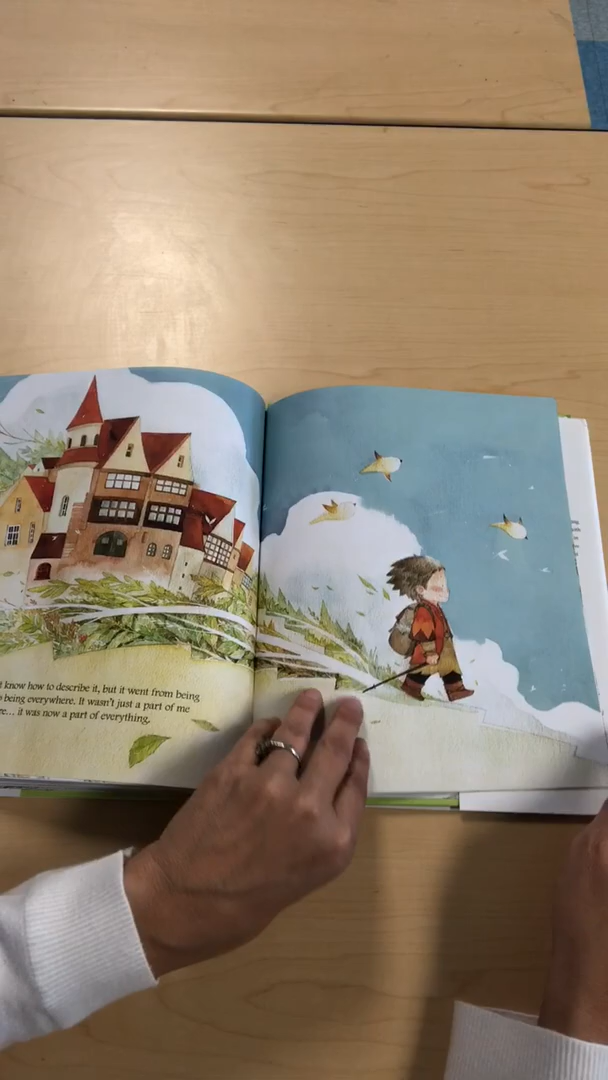 know how to describe it, but it went from being
being everywhere. It wasn't just a part of me
it was now a part of everything.